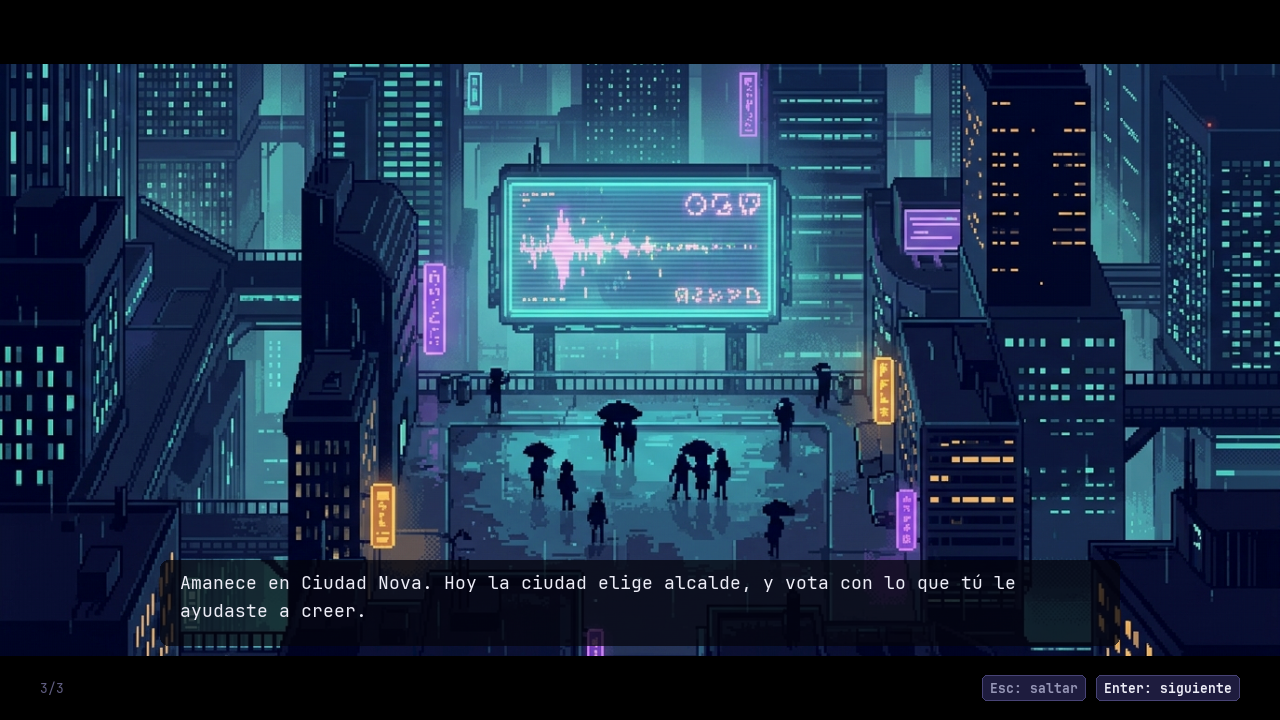 Amanece en Ciudad Nova. Hoy la ciudad elige alcalde, y vota con lo que tú le
ayudaste a creer.
3/3
Esc: saltar
Enter: siguiente